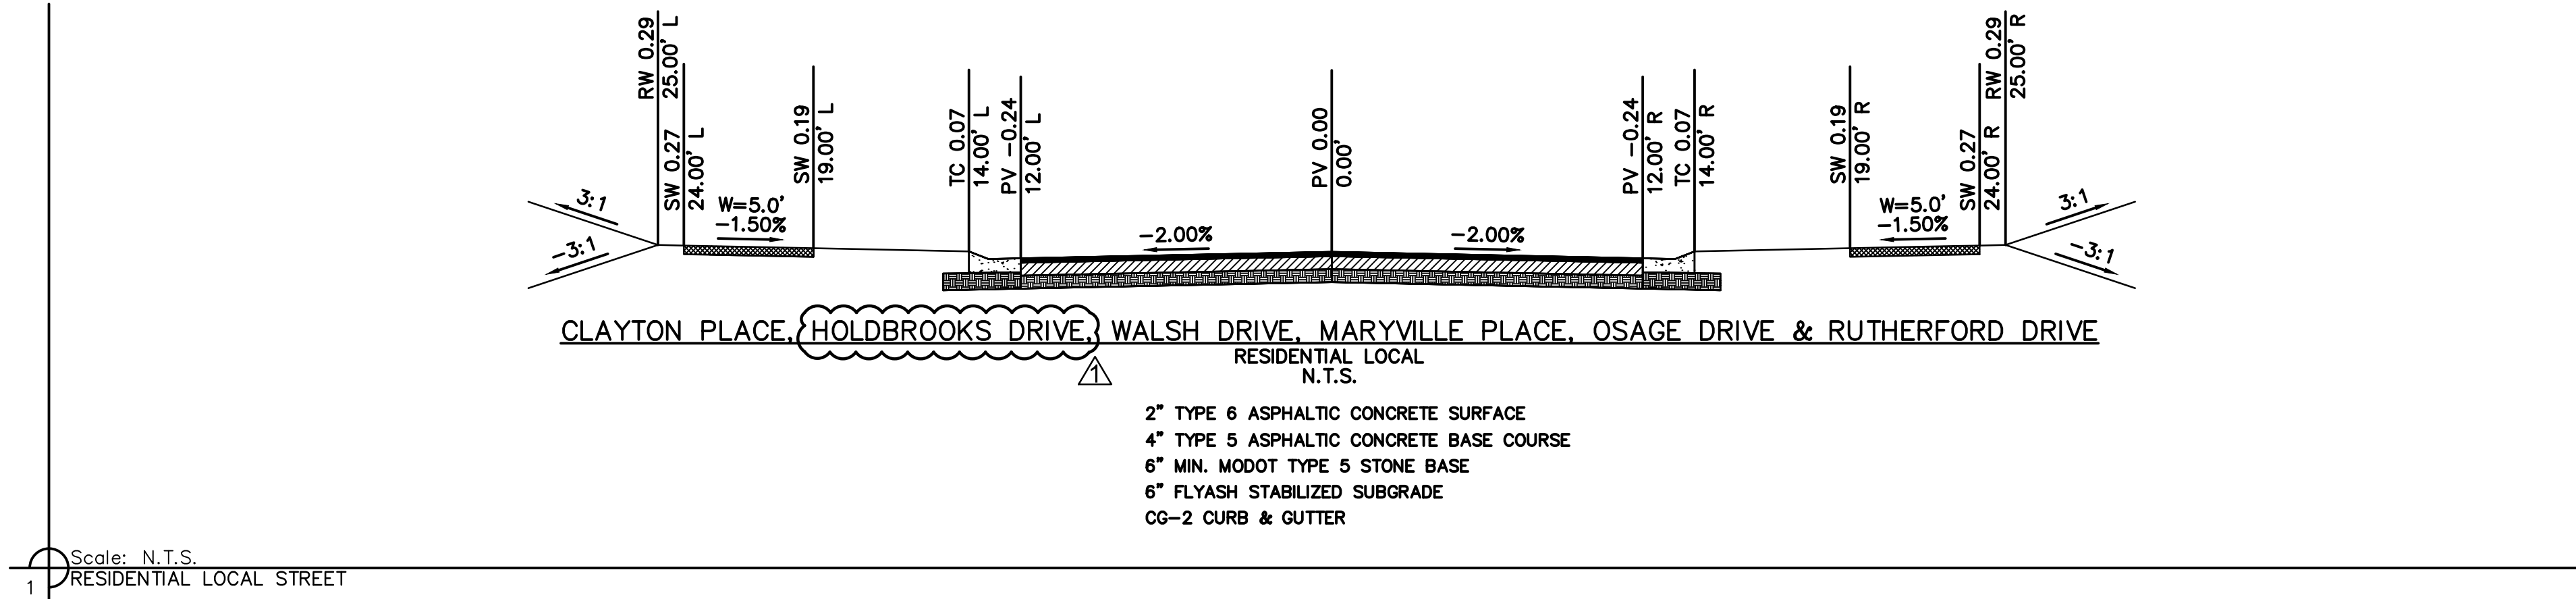 RW 0.29
25.00' L
SW 0.27
24.00' L
SW 0.19
19.00' L
TC 0.07
14.00' L
PV -0.24
12.00' L
PV 0.00
0.00'
PV -0.24
12.00' R
TC 0.07
14.00' R
SW 0.19
19.00' R
SW 0.27
24.00' R
RW 0.29
25.00' R
3:1
-3:1
W=5.0'
-1.50%
-2.00%
-2.00%
W=5.0'
-1.50%
3:1
-3:1
CLAYTON PLACE, HOLDBROOKS DRIVE, WALSH DRIVE, MARYVILLE PLACE, OSAGE DRIVE & RUTHERFORD DRIVE
1
RESIDENTIAL LOCAL
N.T.S.
2" TYPE 6 ASPHALTIC CONCRETE SURFACE
4" TYPE 5 ASPHALTIC CONCRETE BASE COURSE
6" MIN. MODOT TYPE 5 STONE BASE
6" FLYASH STABILIZED SUBGRADE
CG-2 CURB & GUTTER
Scale: N.T.S.
1 RESIDENTIAL LOCAL STREET